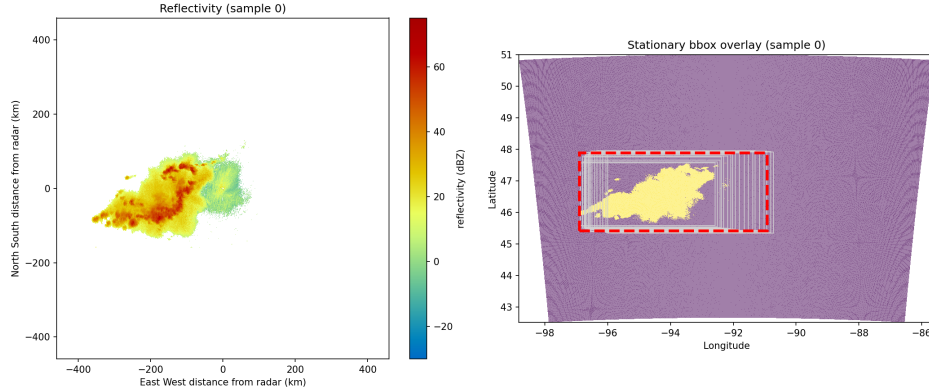 Reflectivity (sample 0)
400
200
0
−200
−400
−400 −200 0 200 400
North South distance from radar (km)
East West distance from radar (km)
60
40
20
0
−20
reflectivity (dBZ)
Stationary bbox overlay (sample 0)
51
50
49
48
47
46
45
44
43
−98 −96 −94 −92 −90 −88 −86
Latitude
Longitude